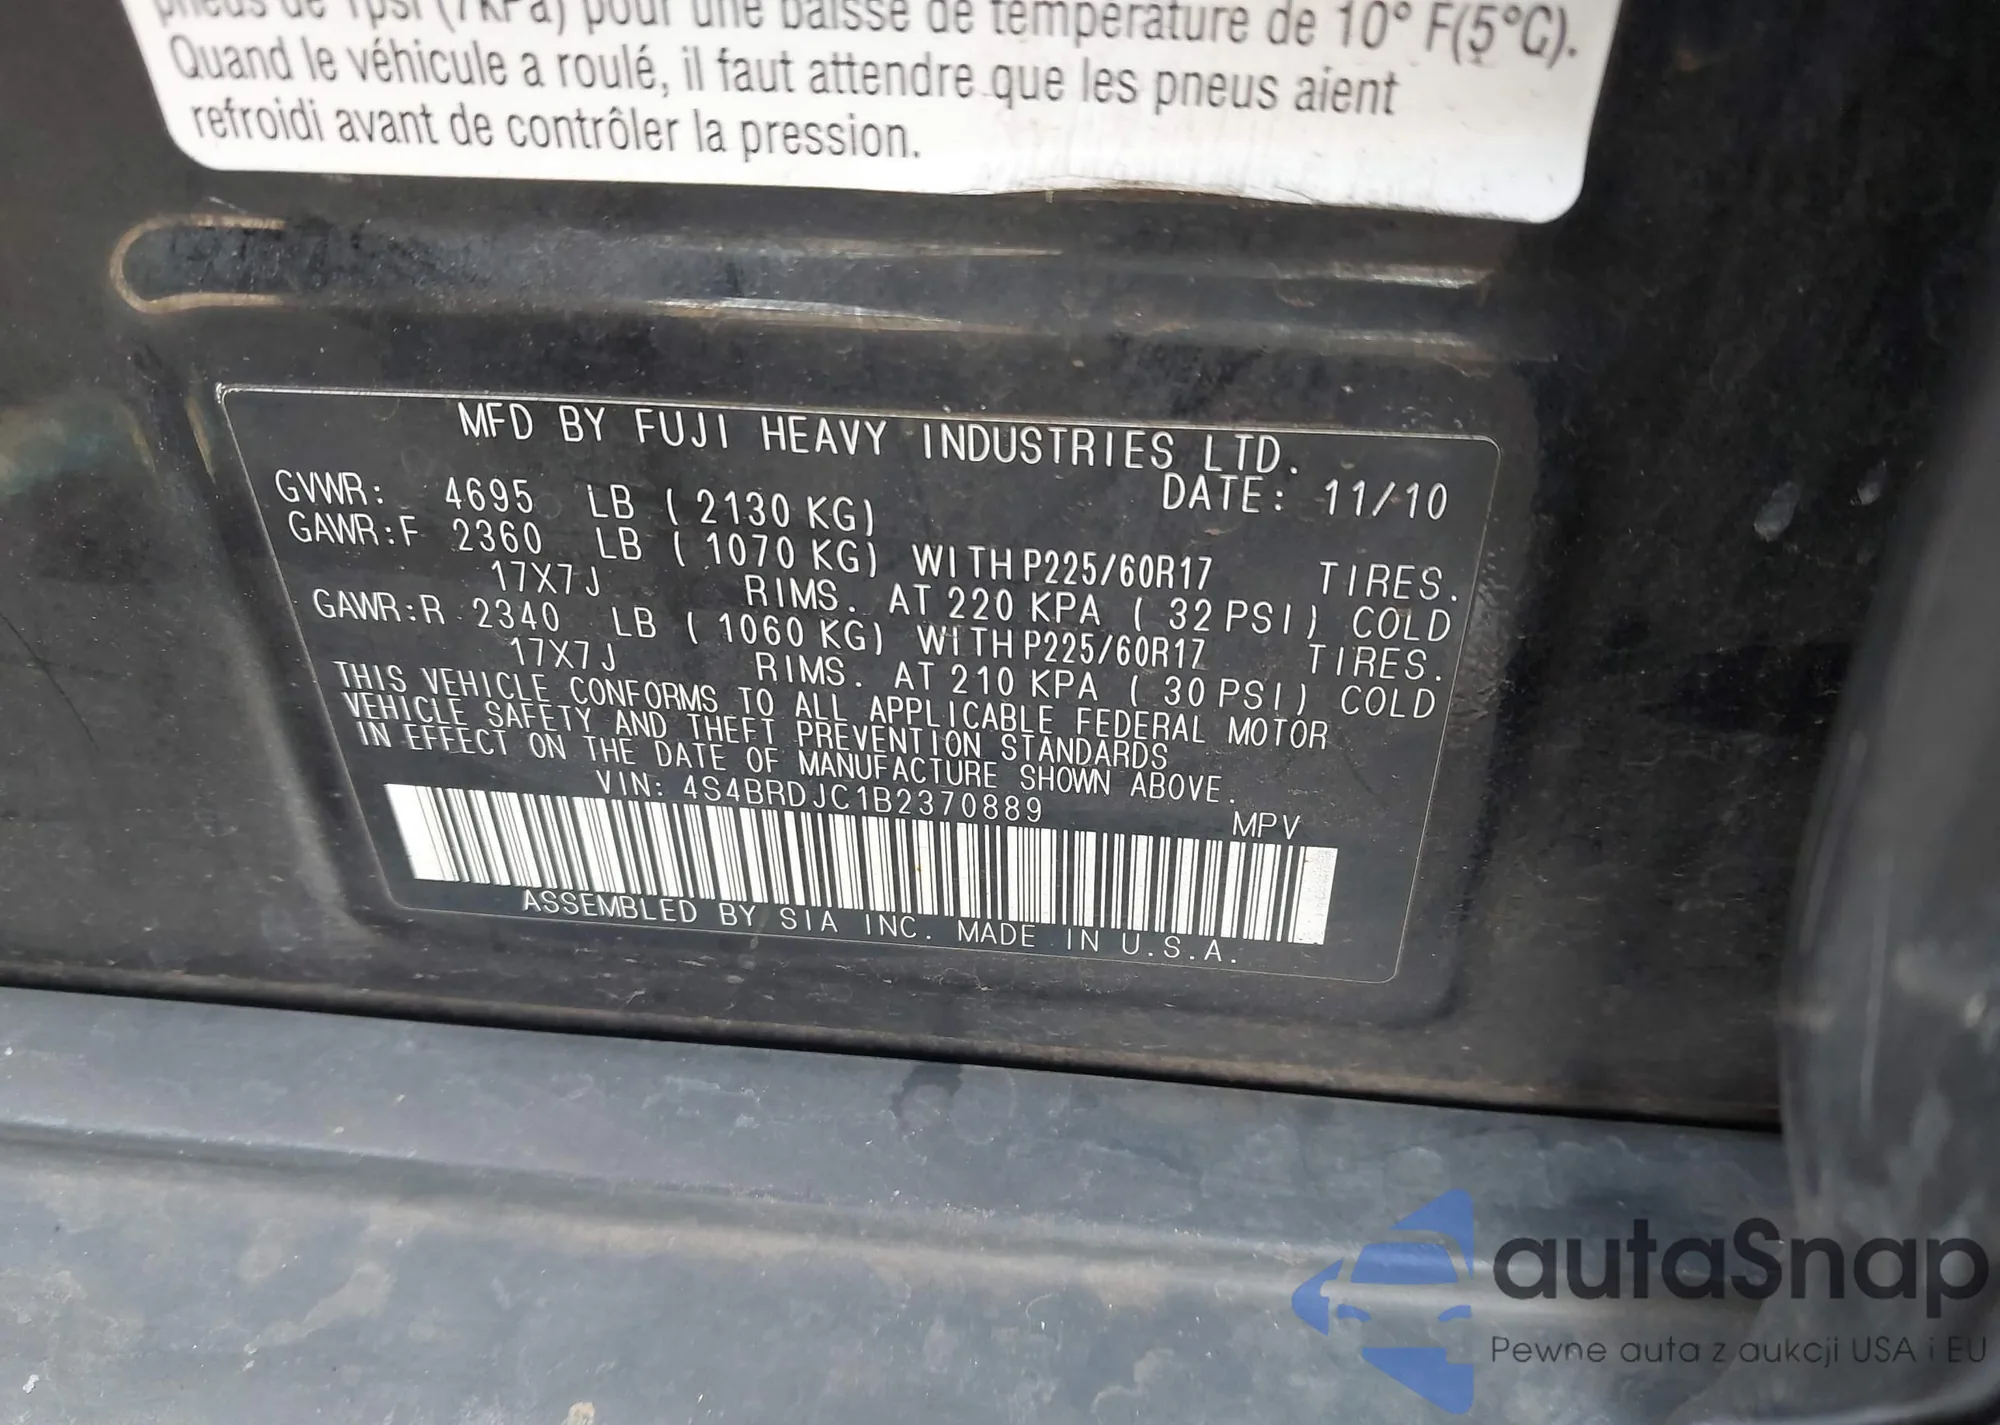 pneus de 1psi (7kPa) pour une baisse de température de 10° F(5°C).
Quand le véhicule a roulé, il faut attendre que les pneus aient
refroidi avant de contrôler la pression.
MFD BY FUJI HEAVY INDUSTRIES LTD.
GVWR: 4695 LB ( 2130 KG) DATE: 11/10
GAWR:F 2360 LB ( 1070 KG) WITH P225/60R17 TIRES.
17X7J RIMS. AT 220 KPA ( 32 PSI) COLD
GAWR:R 2340 LB ( 1060 KG) WITH P225/60R17 TIRES.
17X7J RIMS. AT 210 KPA ( 30 PSI) COLD
THIS VEHICLE CONFORMS TO ALL APPLICABLE FEDERAL MOTOR
VEHICLE SAFETY AND THEFT PREVENTION STANDARDS
IN EFFECT ON THE DATE OF MANUFACTURE SHOWN ABOVE.
VIN: 4S4BRDJC1B2370889 MPV
ASSEMBLED BY SIA INC. MADE IN U.S.A.
autaSnap
Pewne auta z aukcji USA i EU